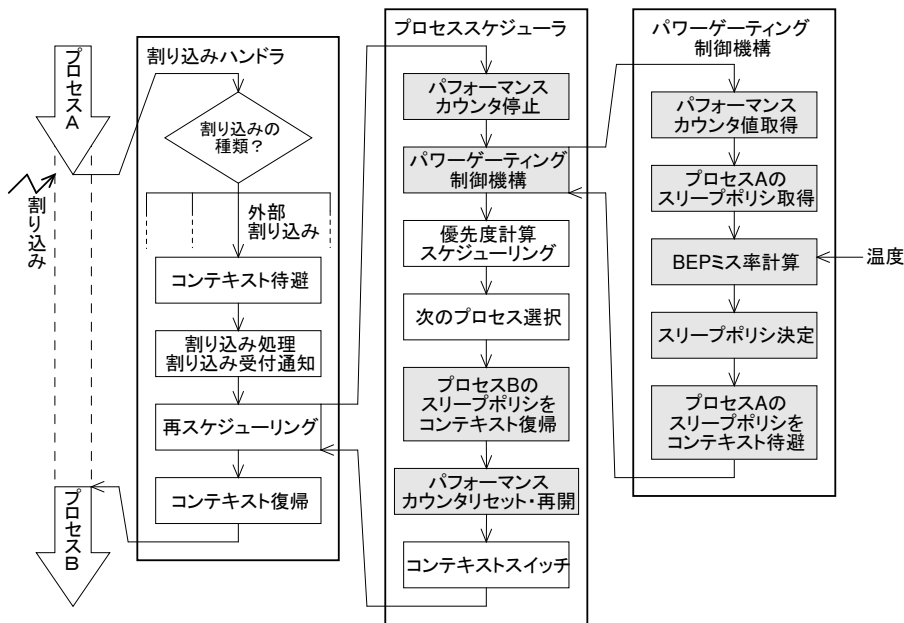 プロセスA
割り込み
プロセスB
割り込みハンドラ
割り込みの
種類？
外部
割り込み
コンテキスト待避
割り込み処理
割り込み受付通知
再スケジューリング
コンテキスト復帰
プロセススケジューラ
パフォーマンス
カウンタ停止
パワーゲーティング
制御機構
優先度計算
スケジューリング
次のプロセス選択
プロセスBの
スリープポリシを
コンテキスト復帰
パフォーマンス
カウンタリセット・再開
コンテキストスイッチ
パワーゲーティング
制御機構
パフォーマンス
カウンタ値取得
プロセスAの
スリープポリシ取得
BEPミス率計算
温度
スリープポリシ決定
プロセスAの
スリープポリシを
コンテキスト待避